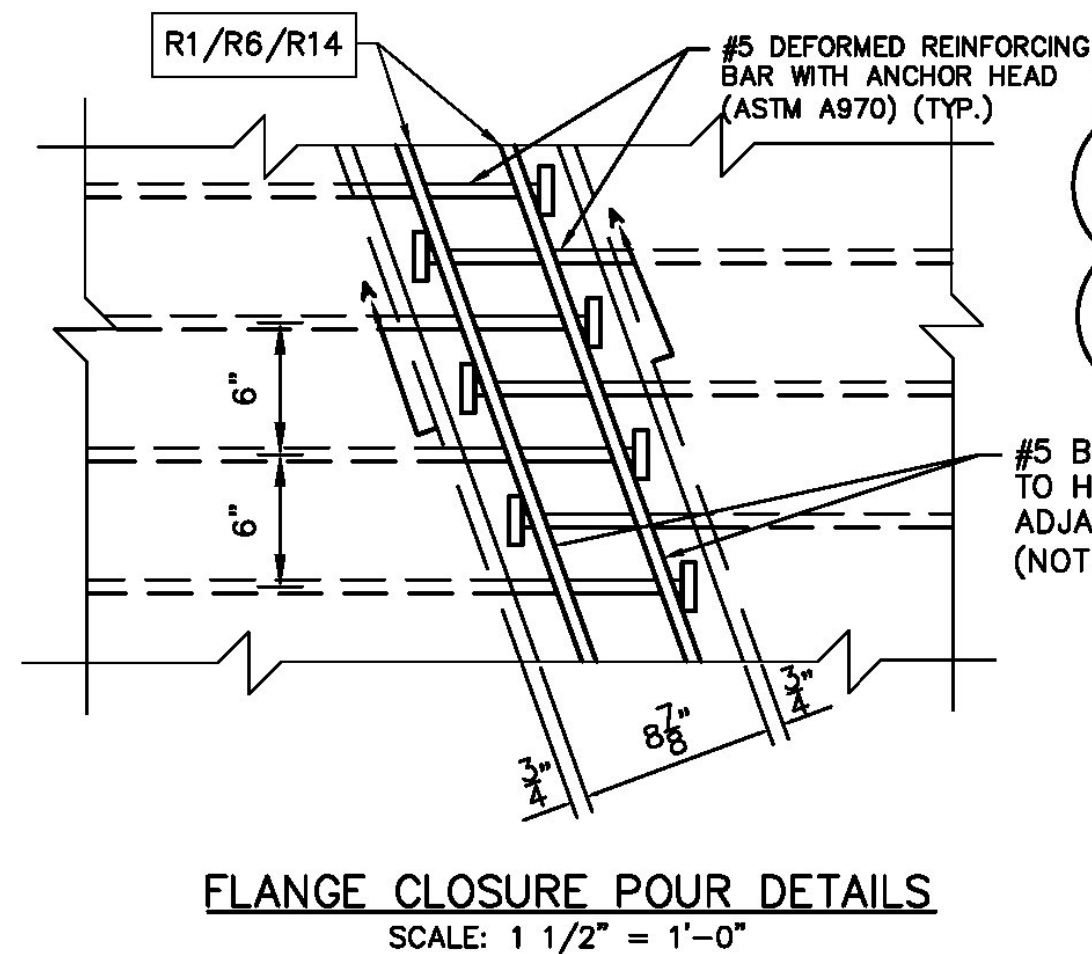 R1/R6/R14
#5 DEFORMED REINFORCING
BAR WITH ANCHOR HEAD
(ASTM A970) (TYP.)
A
A
6"
6"
#5 B
TO H
ADJA
(NOT
3/4"
8 7/8"
3/4"
FLANGE CLOSURE POUR DETAILS
SCALE: 1 1/2" = 1'-0"